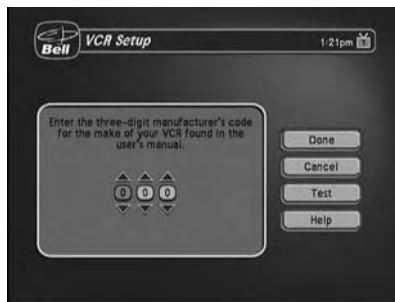 Bell
VCR Setup
1:21pm
Enter the three-digit manufacturer's code
for the make of your VCR found in the
user's manual.
0 0 0
Done
Cancel
Test
Help